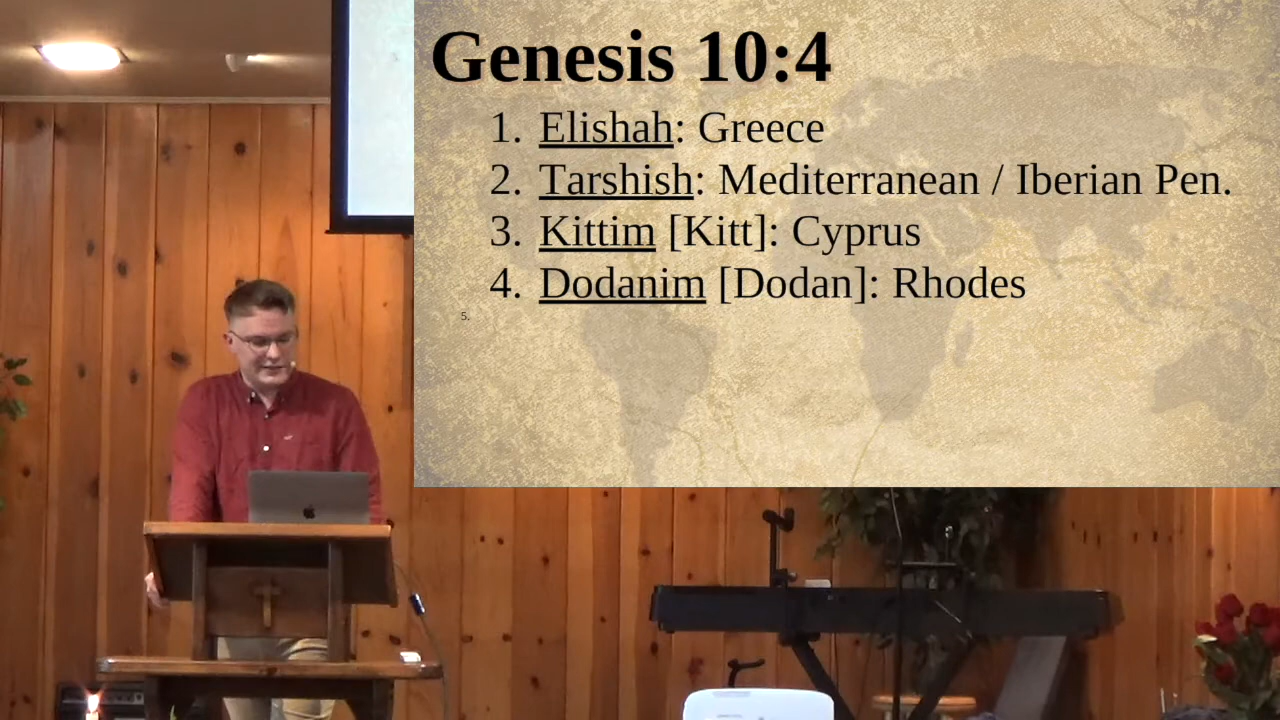 Genesis 10:4
1. Elishah: Greece
2. Tarshish: Mediterranean / Iberian Pen.
3. Kittim [Kitt]: Cyprus
4. Dodanim [Dodan]: Rhodes
5.